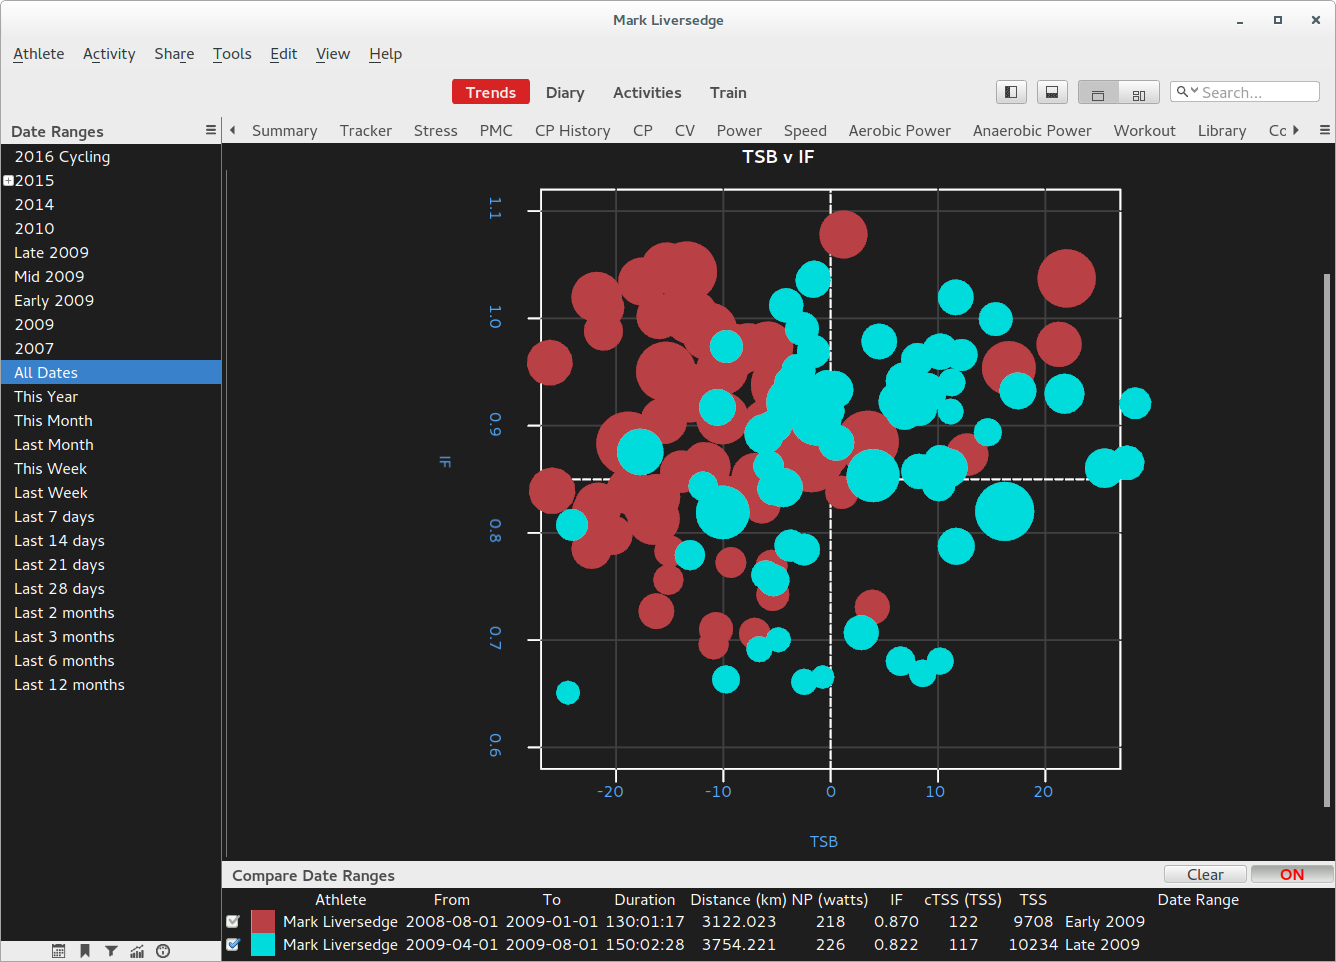 Mark Liversedge
Athlete Activity Share Tools Edit View Help
Trends Diary Activities Train
Search...
Date Ranges
Summary Tracker Stress PMC CP History CP CV Power Speed Aerobic Power Anaerobic Power Workout Library Co
2016 Cycling
2015
2014
2010
Late 2009
Mid 2009
Early 2009
2009
2007
All Dates
This Year
This Month
Last Month
This Week
Last Week
Last 7 days
Last 14 days
Last 21 days
Last 28 days
Last 2 months
Last 3 months
Last 6 months
Last 12 months
TSB v IF
1.1
1.0
0.9
0.8
0.7
0.6
IF
-20 -10 0 10 20
TSB
Compare Date Ranges
Clear ON
Athlete From To Duration Distance (km) NP (watts) IF cTSS (TSS) TSS Date Range
Mark Liversedge 2008-08-01 2009-01-01 130:01:17 3122.023 218 0.870 122 9708 Early 2009
Mark Liversedge 2009-04-01 2009-08-01 150:02:28 3754.221 226 0.822 117 10234 Late 2009